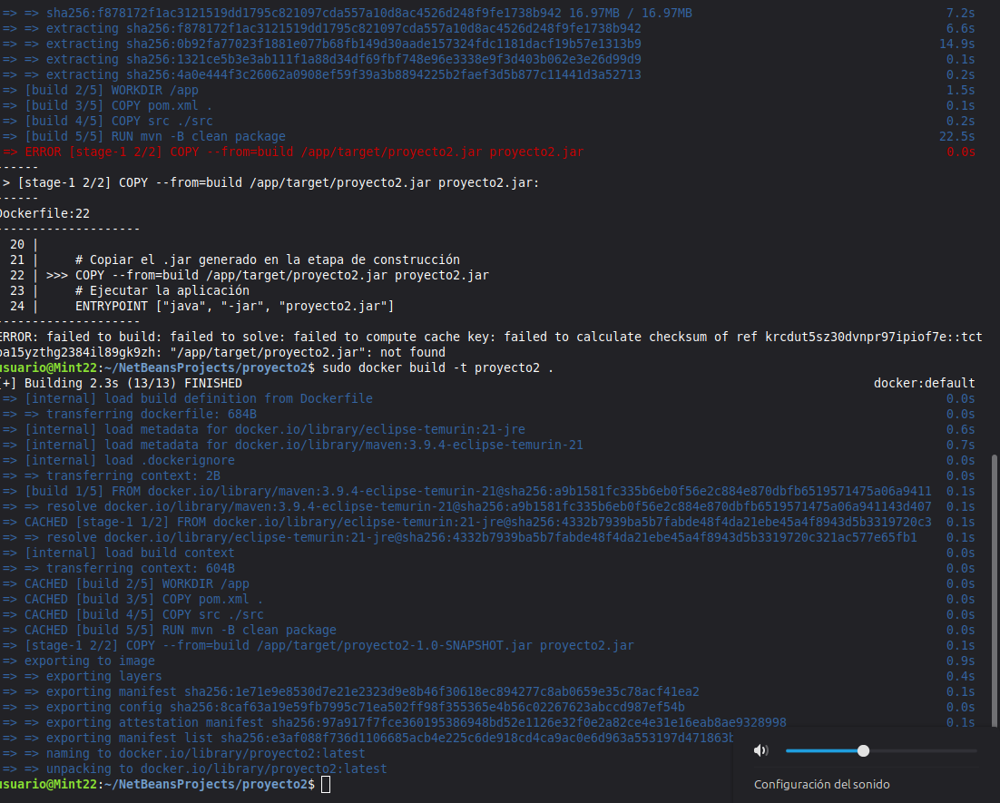 => => sha256:f878172f1ac3121519dd1795c821097cda557a10d8ac4526d248f9fe1738b942 16.97MB / 16.97MB 7.2s
=> => extracting sha256:f878172f1ac3121519dd1795c821097cda557a10d8ac4526d248f9fe1738b942 6.6s
=> => extracting sha256:0b92fa77023f1881e077b68fb149d30aade157324fdc1181dacf19b57e1313b9 14.9s
=> => extracting sha256:1321ce5b3e3ab111f1a88d34df69fbf748e96e3338e9f3d403b062e3e26d99d9 0.1s
=> => extracting sha256:4a0e444f3c26062a0908ef59f39a3b8894225b2faef3d5b877c11441d3a52713 0.2s
=> [build 2/5] WORKDIR /app 1.5s
=> [build 3/5] COPY pom.xml . 0.1s
=> [build 4/5] COPY src ./src 0.2s
=> [build 5/5] RUN mvn -B clean package 22.5s
=> ERROR [stage-1 2/2] COPY --from=build /app/target/proyecto2.jar proyecto2.jar 0.0s
------
> [stage-1 2/2] COPY --from=build /app/target/proyecto2.jar proyecto2.jar:
------
Dockerfile:22
--------------------
20 |
21 | # Copiar el .jar generado en la etapa de construcción
22 | >>> COPY --from=build /app/target/proyecto2.jar proyecto2.jar
23 | # Ejecutar la aplicación
24 | ENTRYPOINT ["java", "-jar", "proyecto2.jar"]
--------------------
ERROR: failed to build: failed to solve: failed to compute cache key: failed to calculate checksum of ref krcdut5sz30dvnpr97ipiof7e::tct
pa15yzthg2384il89gk9zh: "/app/target/proyecto2.jar": not found
usuario@Mint22:~/NetBeansProjects/proyecto2$ sudo docker build -t proyecto2 .
[+] Building 2.3s (13/13) FINISHED docker:default
=> [internal] load build definition from Dockerfile 0.0s
=> => transferring dockerfile: 684B 0.0s
=> [internal] load metadata for docker.io/library/eclipse-temurin:21-jre 0.6s
=> [internal] load metadata for docker.io/library/maven:3.9.4-eclipse-temurin-21 0.7s
=> [internal] load .dockerignore 0.0s
=> => transferring context: 2B 0.0s
=> [build 1/5] FROM docker.io/library/maven:3.9.4-eclipse-temurin-21@sha256:a9b1581fc335b6eb0f56e2c884e870dbfb6519571475a06a9411 0.1s
=> => resolve docker.io/library/maven:3.9.4-eclipse-temurin-21@sha256:a9b1581fc335b6eb0f56e2c884e870dbfb6519571475a06a941143d407 0.1s
=> CACHED [stage-1 1/2] FROM docker.io/library/eclipse-temurin:21-jre@sha256:4332b7939ba5b7fabde48f4da21ebe45a4f8943d5b3319720c3 0.1s
=> => resolve docker.io/library/eclipse-temurin:21-jre@sha256:4332b7939ba5b7fabde48f4da21ebe45a4f8943d5b3319720c321ac577e65fb1 0.1s
=> [internal] load build context 0.0s
=> => transferring context: 604B 0.0s
=> CACHED [build 2/5] WORKDIR /app 0.0s
=> CACHED [build 3/5] COPY pom.xml . 0.0s
=> CACHED [build 4/5] COPY src ./src 0.0s
=> CACHED [build 5/5] RUN mvn -B clean package 0.0s
=> [stage-1 2/2] COPY --from=build /app/target/proyecto2-1.0-SNAPSHOT.jar proyecto2.jar 0.1s
=> exporting to image 0.9s
=> => exporting layers 0.4s
=> => exporting manifest sha256:1e71e9e8530d7e21e2323d9e8b46f30618ec894277c8ab0659e35c78acf41ea2 0.1s
=> => exporting config sha256:8caf63a19e59fb7995c71ea502ff98f355365e4b56c02267623abccd987ef54b 0.0s
=> => exporting attestation manifest sha256:97a917f7fce360195386948bd52e1126e32f0e2a82ce4e31e16eab8ae9328998 0.1s
=> => exporting manifest list sha256:e3af088f736d1106685acb4e225c6de918cd4ca9ac0e6d963a553197d471863b
=> => naming to docker.io/library/proyecto2:latest
=> => unpacking to docker.io/library/proyecto2:latest
usuario@Mint22:~/NetBeansProjects/proyecto2$
Configuración del sonido